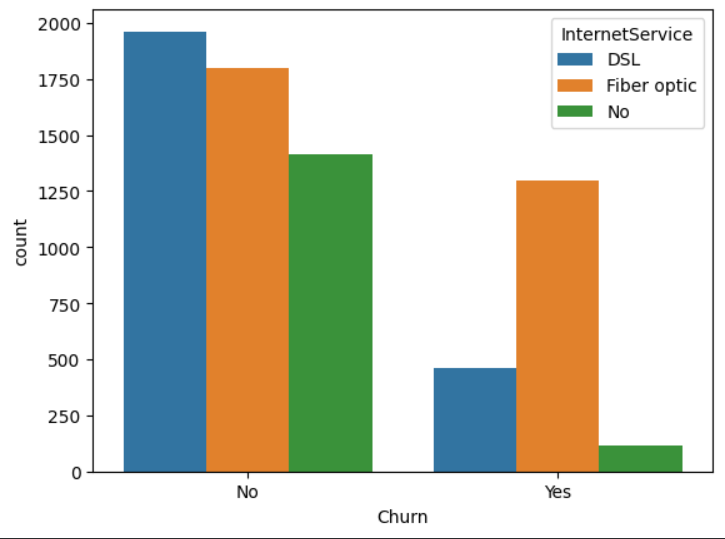 2000
1750
1500
1250
1000
750
500
250
0
count
InternetService
DSL
Fiber optic
No
No Yes
Churn